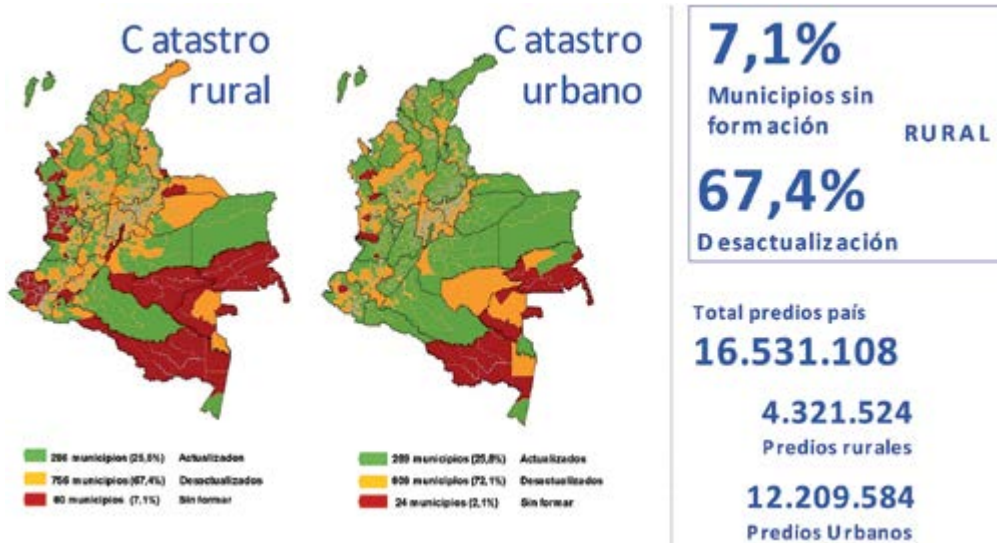 Catastro
rural
Catastro
urbano
7,1%
Municipios sin
formación
RURAL
67,4%
Desactualización
Total predios país
16.531.108
4.321.524
Predios rurales
12.209.584
Predios Urbanos
municipios (25,5%) Actualizados
municipios (67,4%) Desactualizados
municipios (7,1%) Sin formar
municipios (25,8%) Actualizados
municipios (72,1%) Desactualizados
24 municipios (2,1%) Sin formar